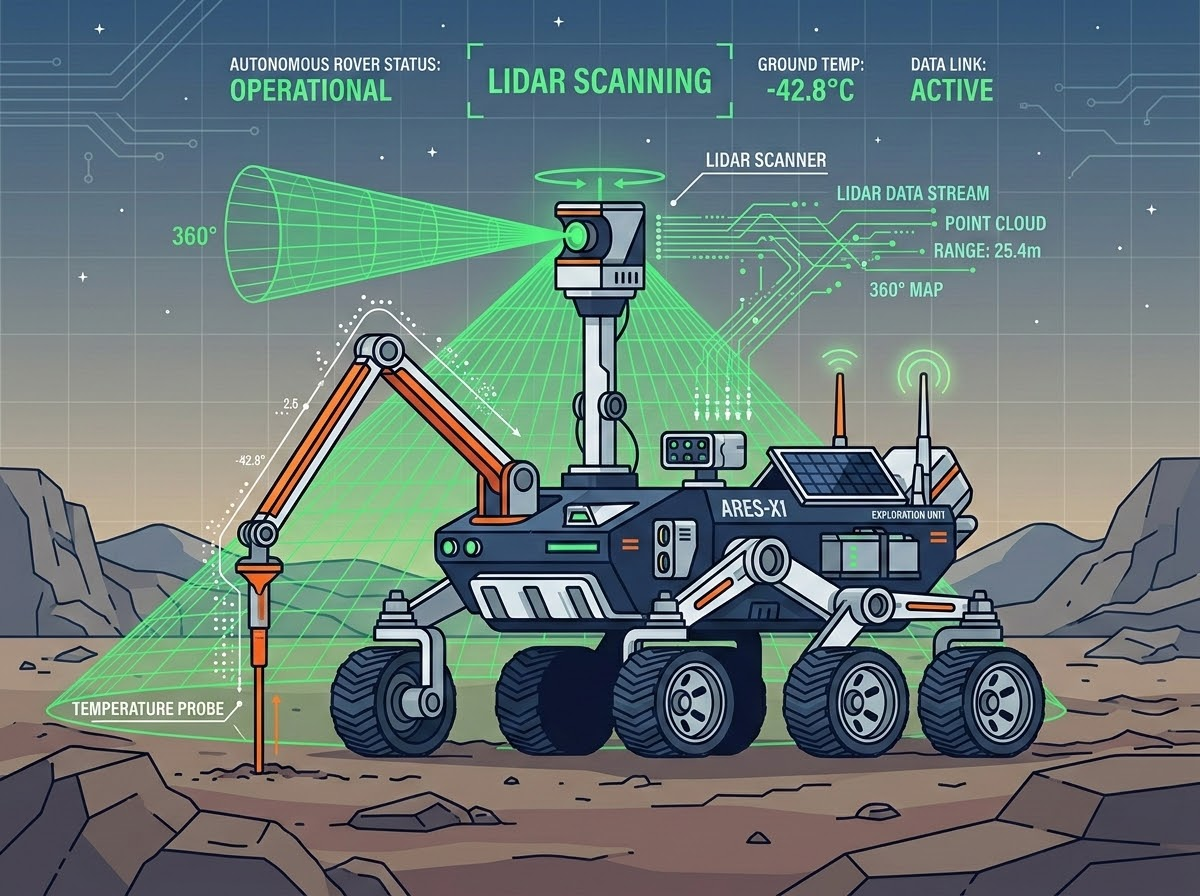 AUTONOMOUS ROVER STATUS:
OPERATIONAL
LIDAR SCANNING
GROUND TEMP:
-42.8°C
DATA LINK:
ACTIVE
LIDAR SCANNER
LIDAR DATA STREAM
POINT CLOUD
RANGE: 25.4m
360° MAP
360°
2.5
-42.8°
ARES-X1
EXPLORATION UNIT
TEMPERATURE PROBE